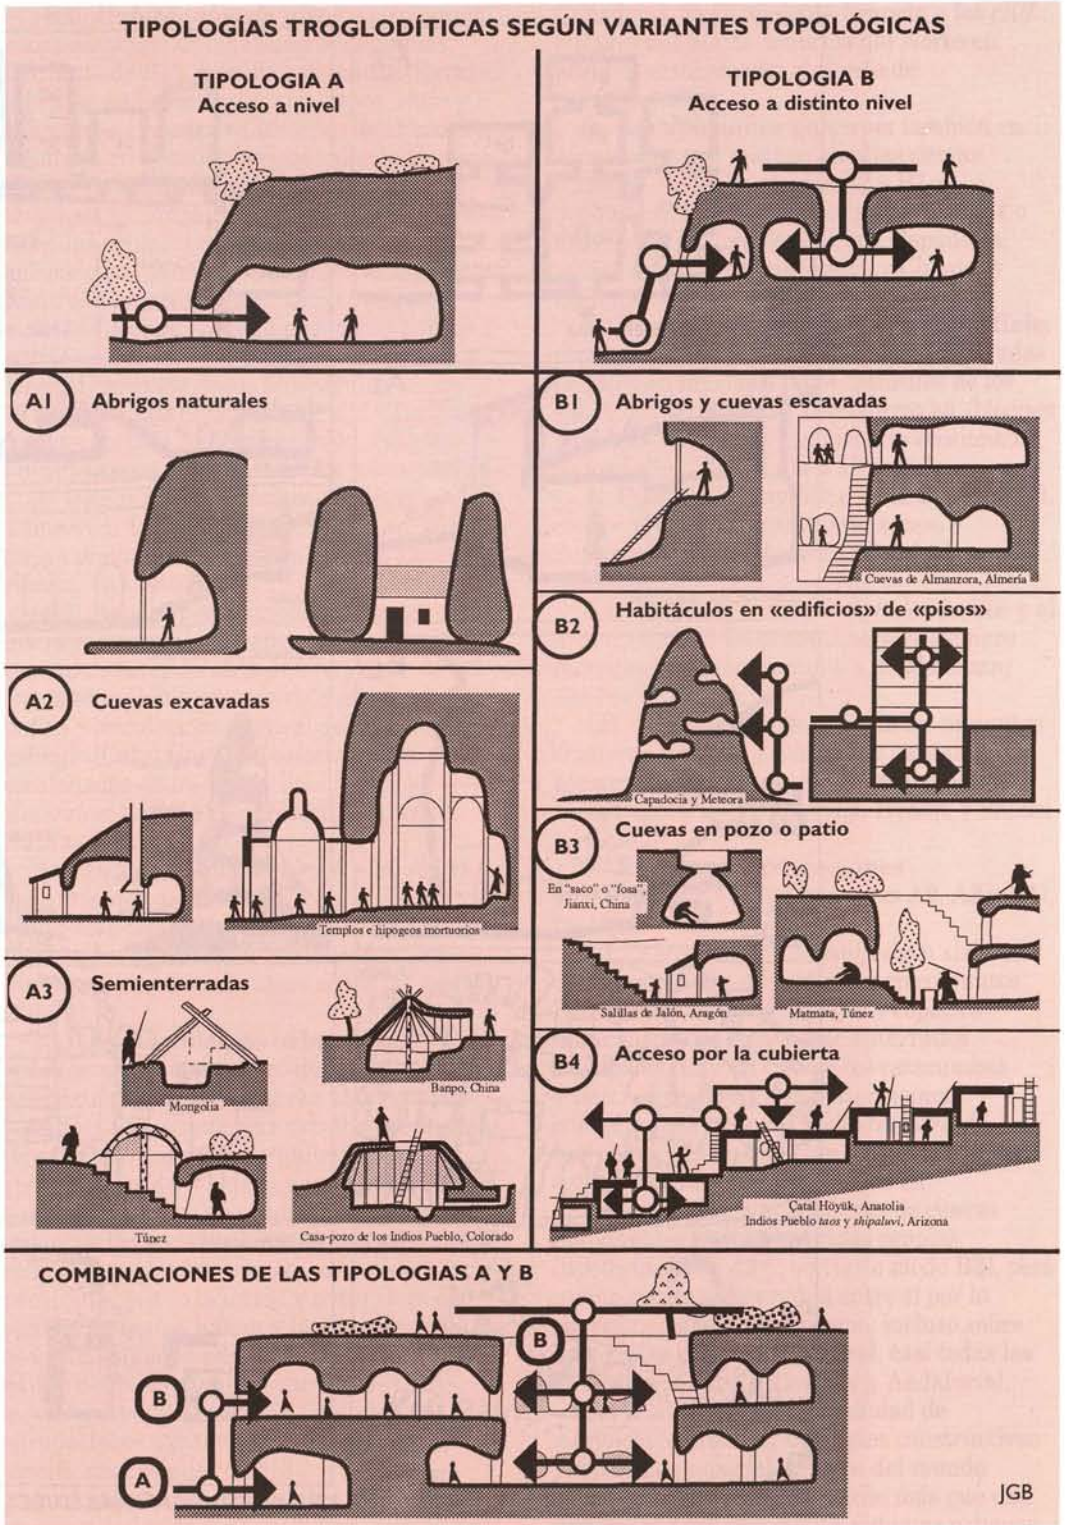 TIPOLOGÍAS TROGLODÍTICAS SEGÚN VARIANTES TOPOLÓGICAS
TIPOLOGIA A
Acceso a nivel
TIPOLOGIA B
Acceso a distinto nivel
A1 Abrigos naturales
A2 Cuevas excavadas
Templos e hipogeos mortuorios
A3 Semienterradas
Mongolia
Banpo, China
Túnez
Casa-pozo de los Indios Pueblo, Colorado
B1 Abrigos y cuevas escavadas
Cuevas de Almanzora, Almería
B2 Habitáculos en «edificios» de «pisos»
Capadocia y Meteora
B3 Cuevas en pozo o patio
En "saco" o "fosa",
Jianxi, China
Salillas de Jalón, Aragón
Matmata, Túnez
B4 Acceso por la cubierta
Çatal Höyük, Anatolia
Indios Pueblo taos y shipaluvi, Arizona
COMBINACIONES DE LAS TIPOLOGIAS A Y B
B
B
A
JGB